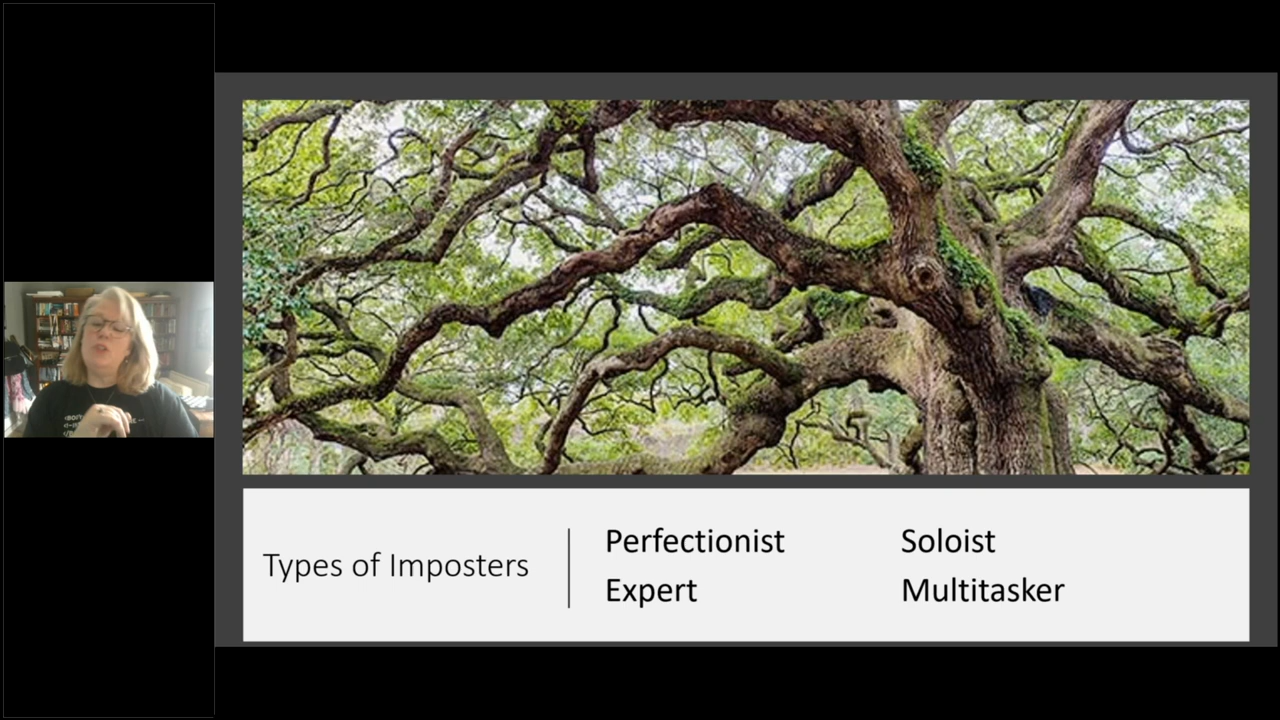 Types of Imposters
Perfectionist
Expert
Soloist
Multitasker